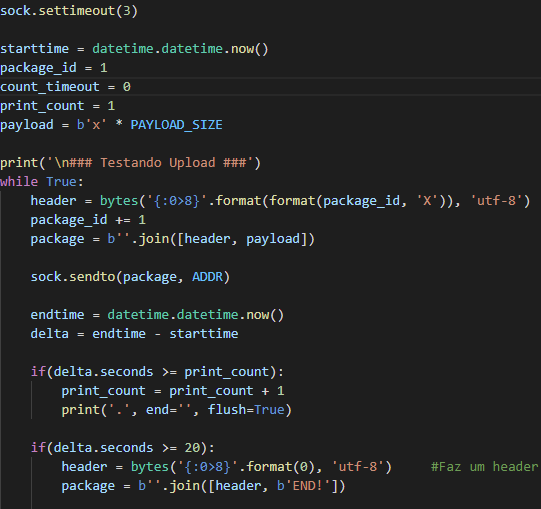 sock.settimeout(3)
starttime = datetime.datetime.now()
package_id = 1
count_timeout = 0
print_count = 1
payload = b'x' * PAYLOAD_SIZE
print('\n### Testando Upload ###')
while True:
    header = bytes('{:0>8}'.format(format(package_id, 'X')), 'utf-8')
    package_id += 1
    package = b''.join([header, payload])
    sock.sendto(package, ADDR)
    endtime = datetime.datetime.now()
    delta = endtime - starttime
    if(delta.seconds >= print_count):
        print_count = print_count + 1
        print('.', end='', flush=True)
    if(delta.seconds >= 20):
        header = bytes('{:0>8}'.format(0), 'utf-8')     #Faz um header
        package = b''.join([header, b'END!'])